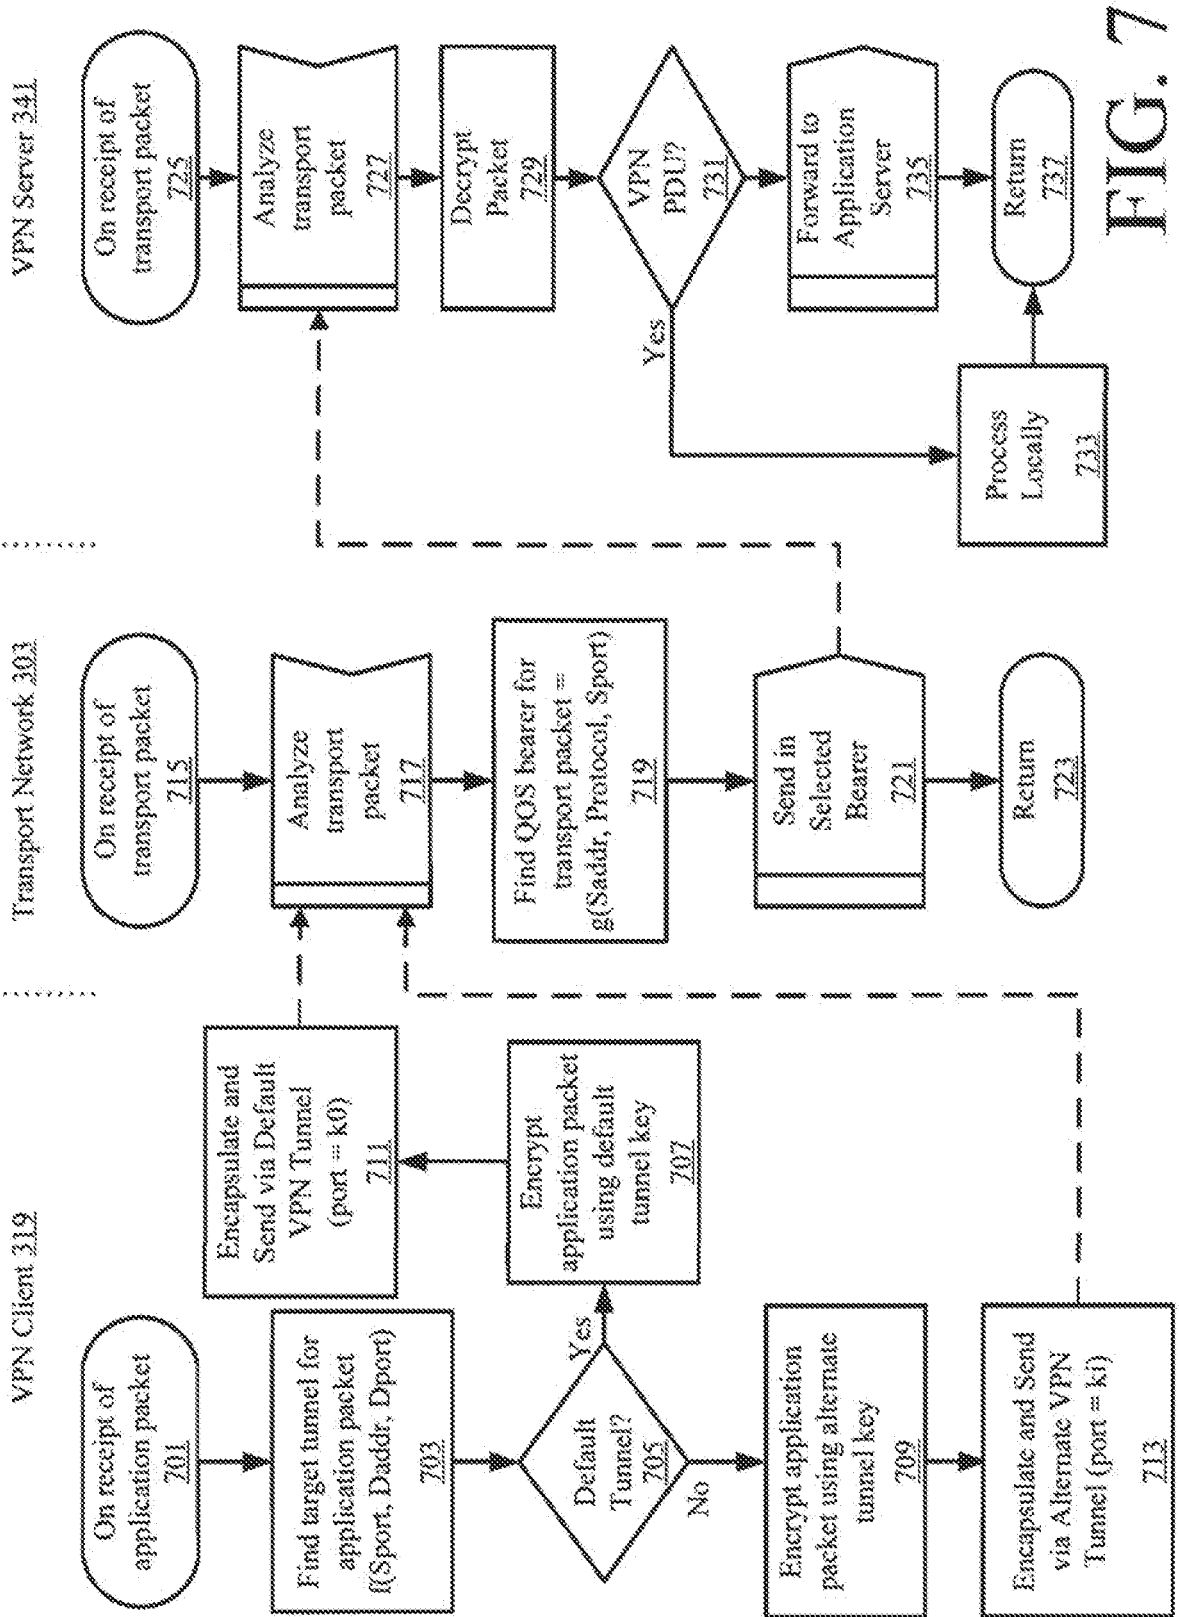 VPN Client 319
On receipt of
application packet
701
Find target tunnel for
application packet
f(Sport, Daddr, Dport)
703
Default
Tunnel?
705
Yes
No
Encrypt
application packet
using default
tunnel key
707
Encapsulate and
Send via Default
VPN Tunnel
(port = k0)
711
Encrypt application
packet using alternate
tunnel key
709
Encapsulate and Send
via Alternate VPN
Tunnel (port = ki)
713
Transport Network 303
On receipt of
transport packet
715
Analyze
transport
packet
717
Find QOS bearer for
transport packet =
g(Saddr, Protocol, Sport)
719
Send in
Selected
Bearer
721
Return
723
VPN Server 341
On receipt of
transport packet
725
Analyze
transport
packet
727
Decrypt
Packet
729
VPN
PDU?
731
Yes
Process
Locally
733
Forward to
Application
Server
735
Return
737
FIG. 7